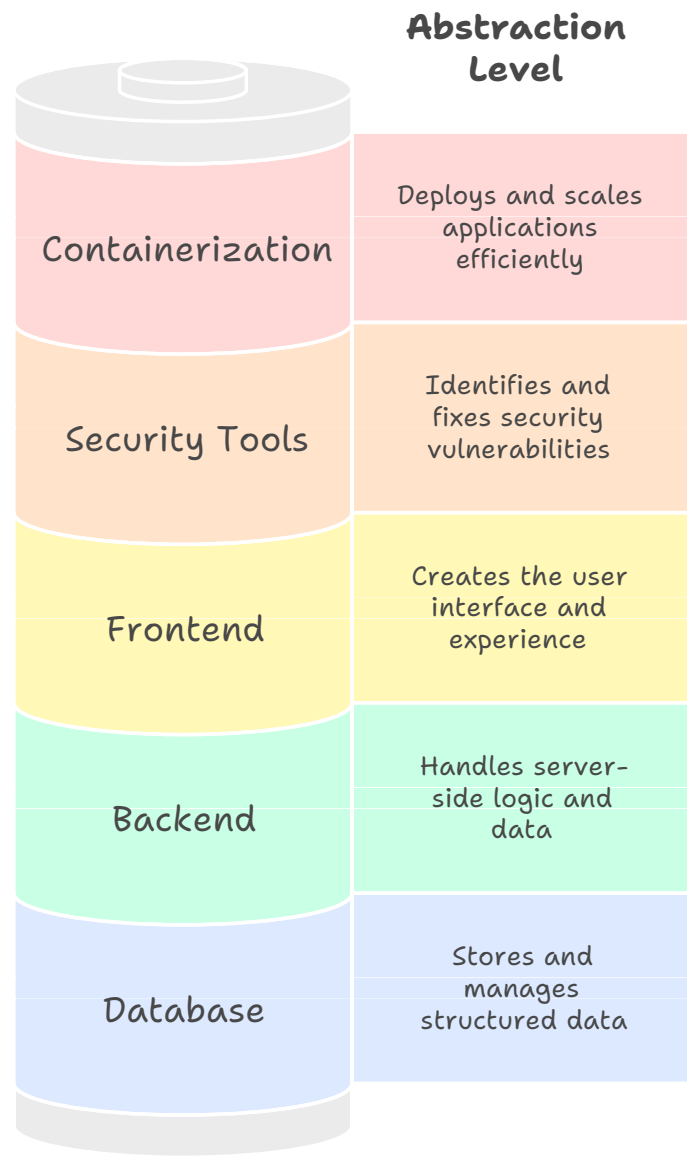 Abstraction
Level
Containerization
Deploys and scales
applications
efficiently
Security Tools
Identifies and
fixes security
vulnerabilities
Frontend
Creates the user
interface and
experience
Backend
Handles server-
side logic and
data
Database
Stores and
manages
structured data